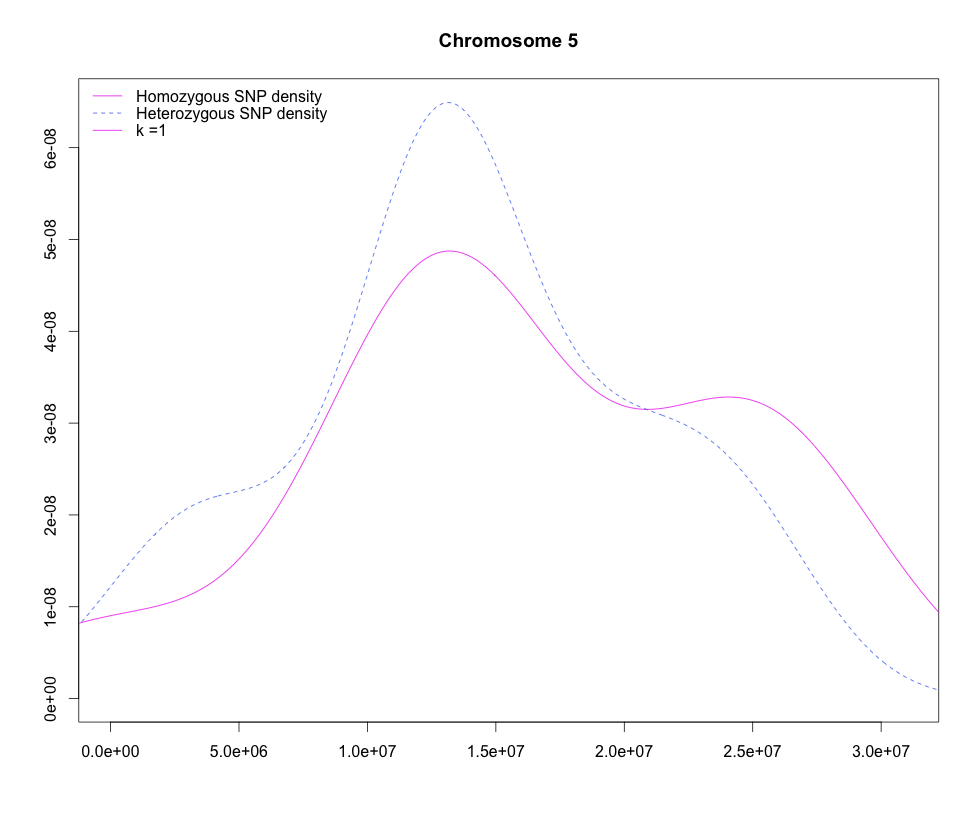 Chromosome 5
Homozygous SNP density
Heterozygous SNP density
k =1
6e-08
5e-08
4e-08
3e-08
2e-08
1e-08
0e+00
0.0e+00 5.0e+06 1.0e+07 1.5e+07 2.0e+07 2.5e+07 3.0e+07